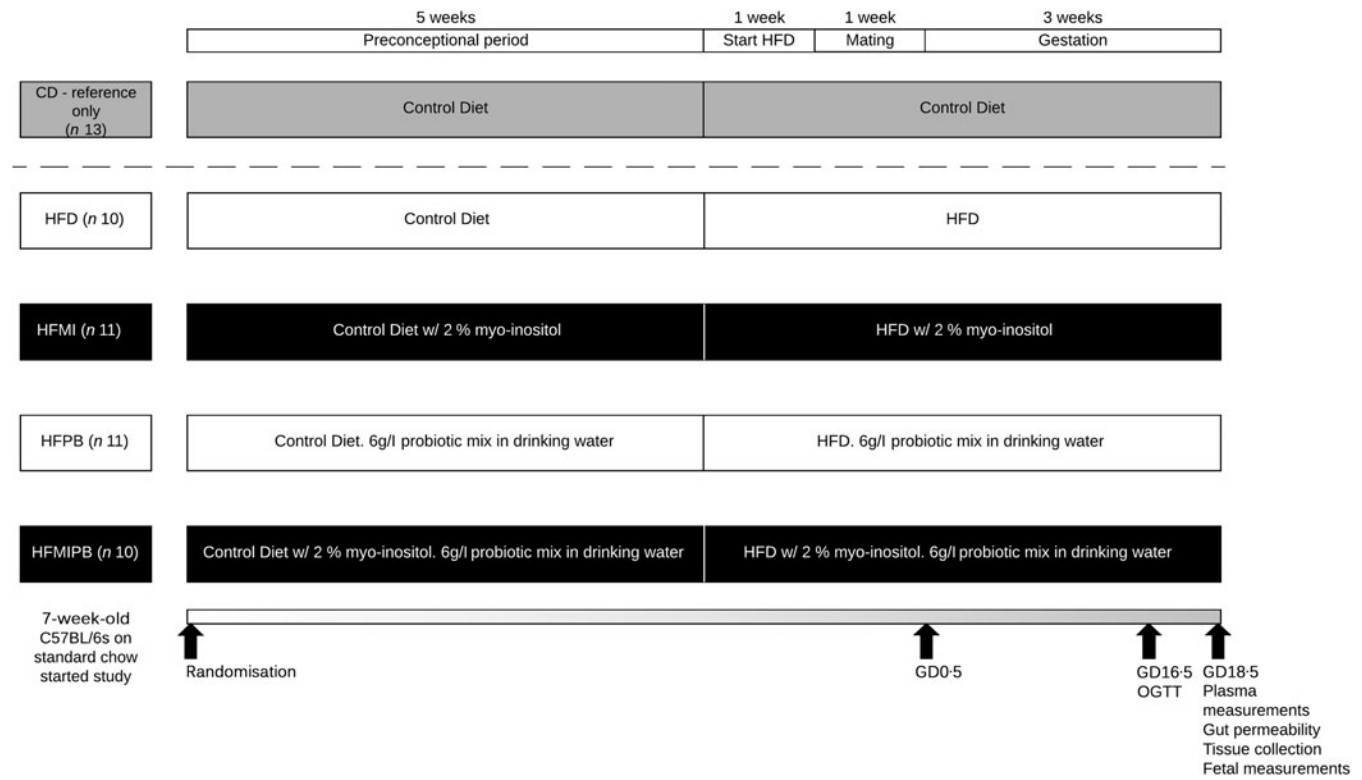 5 weeks
1 week
1 week
3 weeks
Preconceptional period
Start HFD
Mating
Gestation
CD - reference
only
(n 13)
Control Diet
Control Diet
HFD (n 10)
Control Diet
HFD
HFMI (n 11)
Control Diet w/ 2 % myo-inositol
HFD w/ 2 % myo-inositol
HFPB (n 11)
Control Diet. 6g/l probiotic mix in drinking water
HFD. 6g/l probiotic mix in drinking water
HFMIPB (n 10)
Control Diet w/ 2 % myo-inositol. 6g/l probiotic mix in drinking water
HFD w/ 2 % myo-inositol. 6g/l probiotic mix in drinking water
7-week-old
C57BL/6s on
standard chow
started study
Randomisation
GD0·5
GD16·5
OGTT
GD18·5
Plasma
measurements
Gut permeability
Tissue collection
Fetal measurements